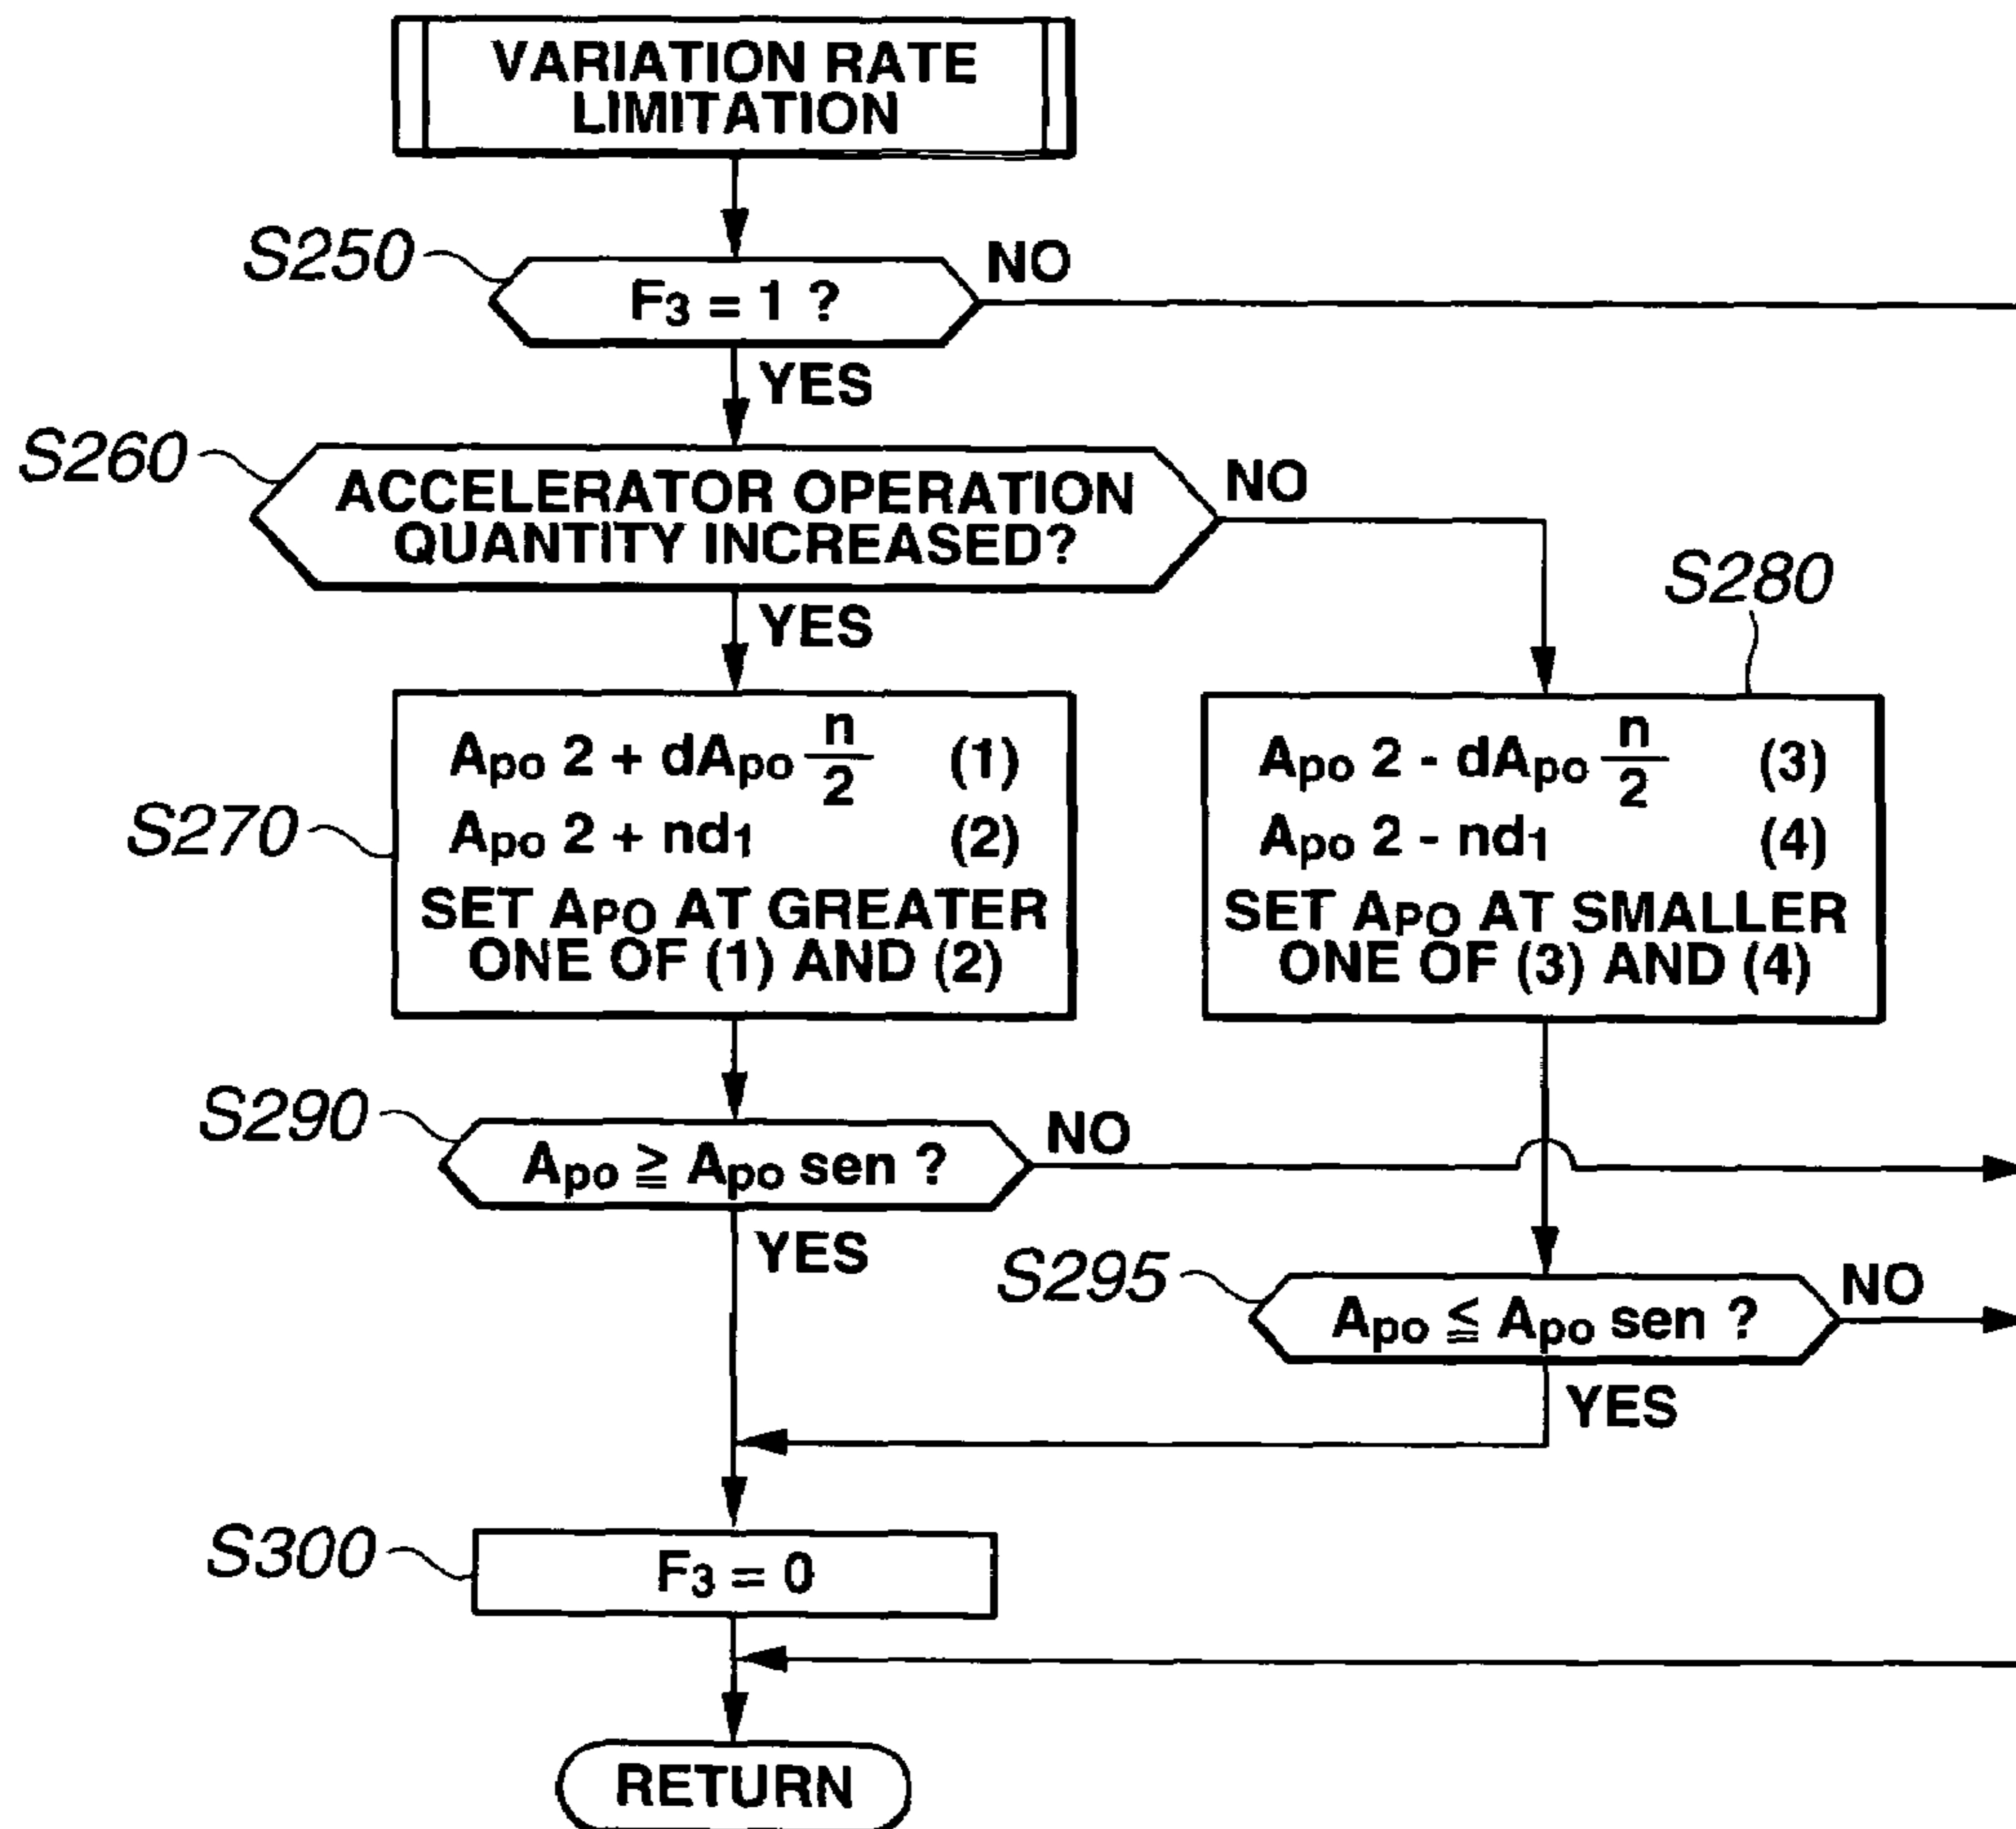 VARIATION RATE
LIMITATION
S250
F3 = 1 ?
NO
YES
S260
ACCELERATOR OPERATION
QUANTITY INCREASED?
NO
YES
S270
Apo 2 + dApo n/2 (1)
Apo 2 + nd1 (2)
SET APO AT GREATER
ONE OF (1) AND (2)
S280
Apo 2 - dApo n/2 (3)
Apo 2 - nd1 (4)
SET APO AT SMALLER
ONE OF (3) AND (4)
S290
Apo ≧ Apo sen ?
NO
YES
S295
Apo ≦ Apo sen ?
NO
YES
S300
F3 = 0
RETURN